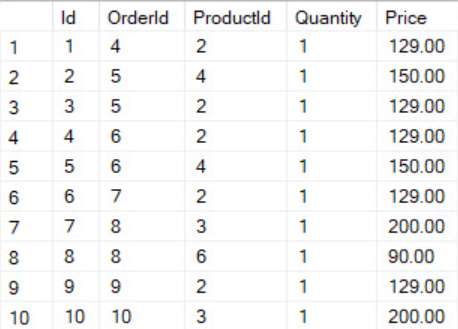 Id OrderId ProductId Quantity Price
1 1 4 2 1 129.00
2 2 5 4 1 150.00
3 3 5 2 1 129.00
4 4 6 2 1 129.00
5 5 6 4 1 150.00
6 6 7 2 1 129.00
7 7 8 3 1 200.00
8 8 8 6 1 90.00
9 9 9 2 1 129.00
10 10 10 3 1 200.00